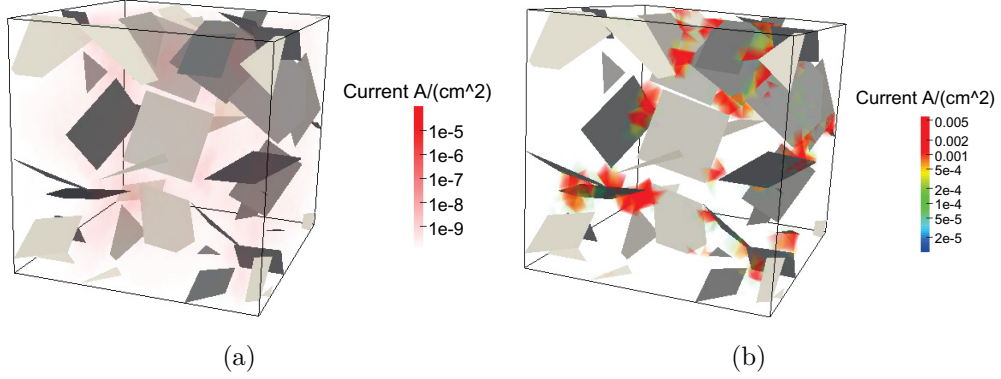 Current A/(cm^2)
1e-5
1e-6
1e-7
1e-8
1e-9
(a)
Current A/(cm^2)
0.005
0.002
0.001
5e-4
2e-4
1e-4
5e-5
2e-5
(b)